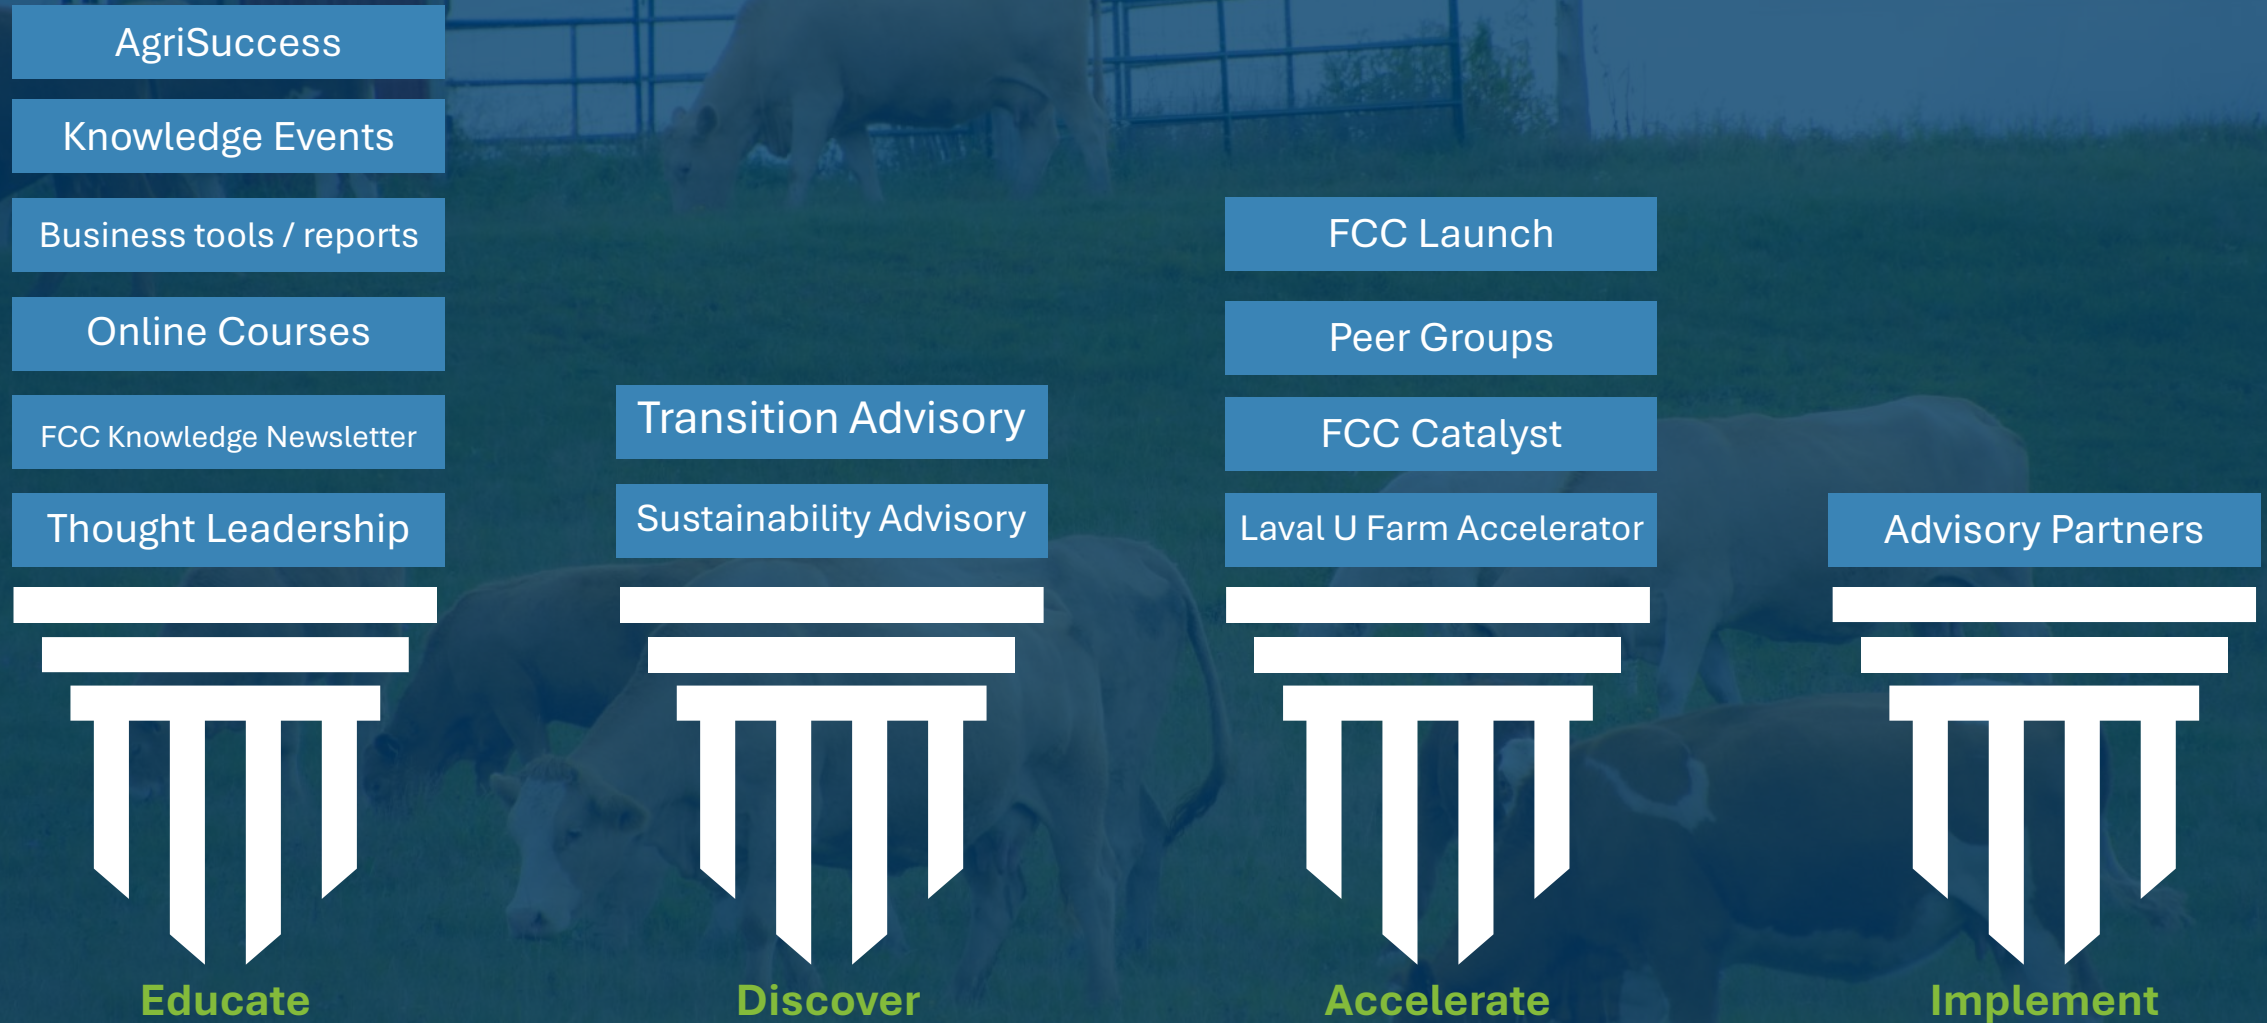 AgriSuccess
Knowledge Events
Business tools / reports
Online Courses
FCC Knowledge Newsletter
Thought Leadership
Educate
Transition Advisory
Sustainability Advisory
Discover
FCC Launch
Peer Groups
FCC Catalyst
Laval U Farm Accelerator
Accelerate
Advisory Partners
Implement